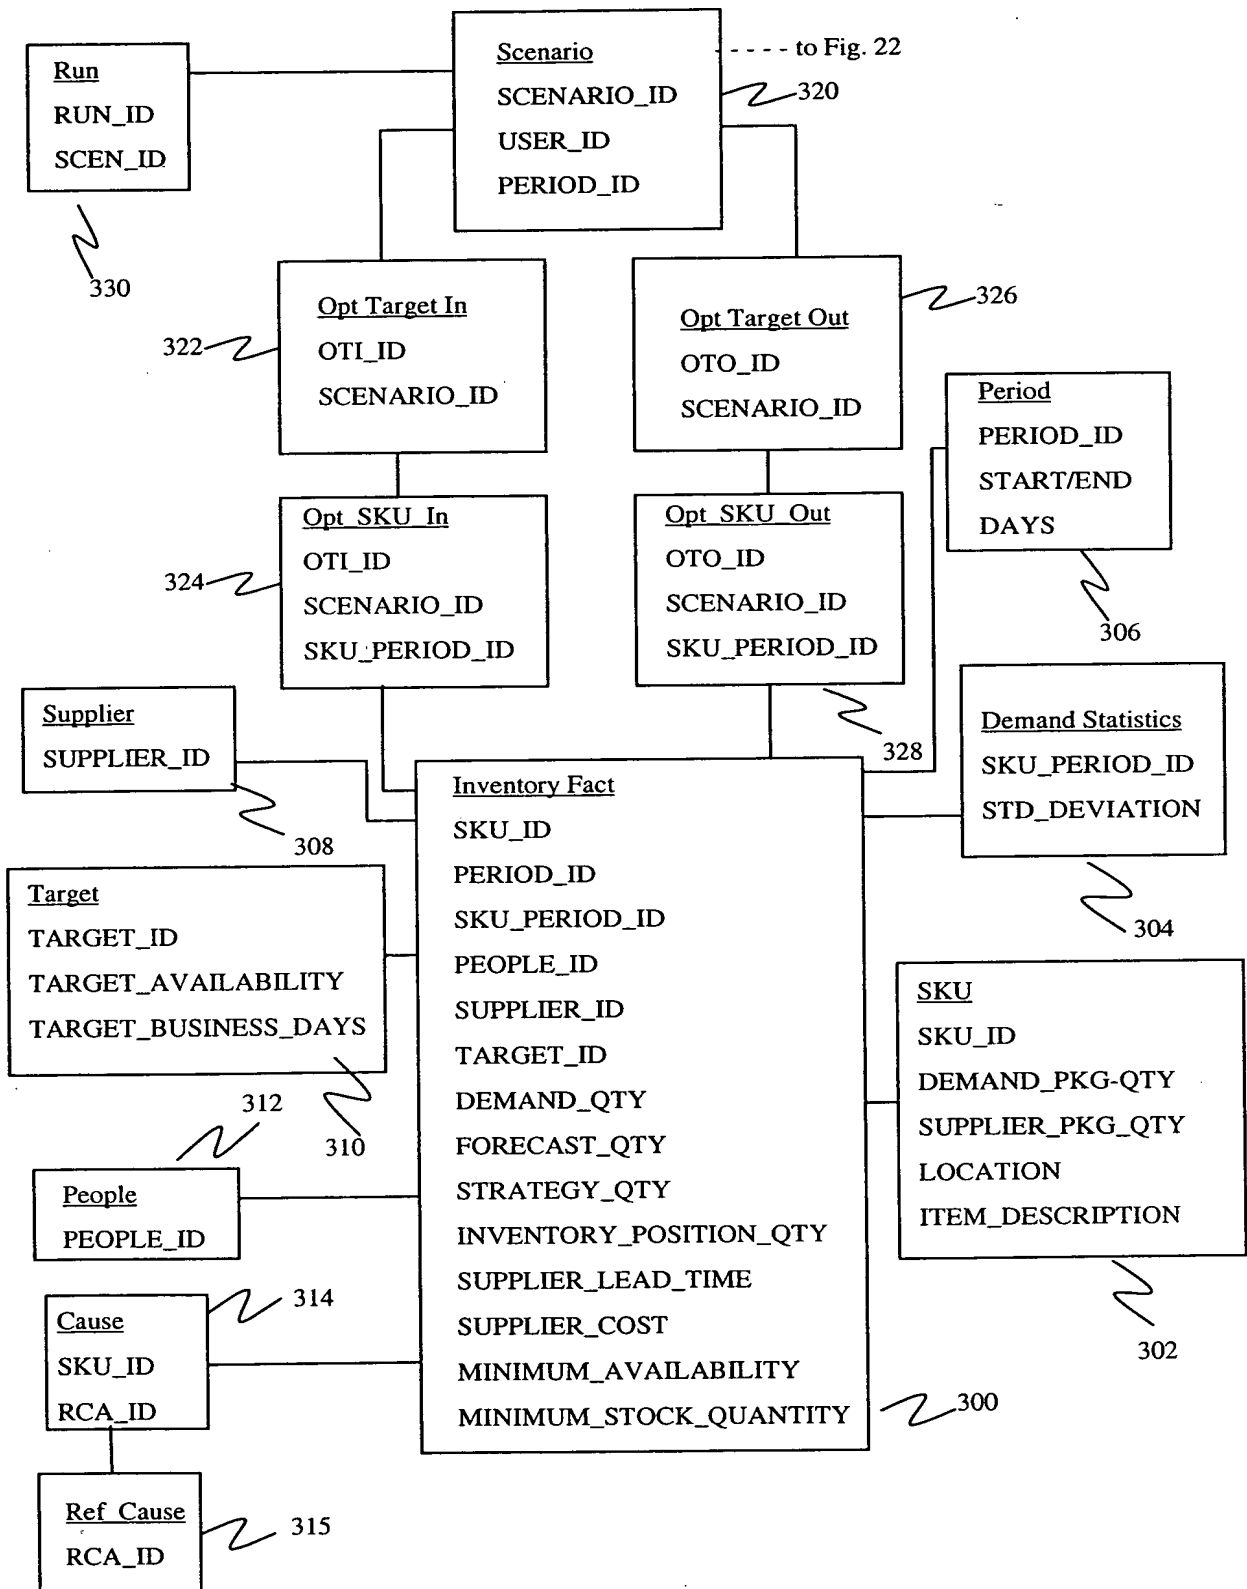 Run
RUN_ID
SCEN_ID
330
Scenario
SCENARIO_ID
USER_ID
PERIOD_ID
to Fig. 22
320
Opt Target In
OTI_ID
SCENARIO_ID
322
Opt Target Out
OTO_ID
SCENARIO_ID
326
Period
PERIOD_ID
START/END
DAYS
306
Opt_SKU_In
OTI_ID
SCENARIO_ID
SKU_PERIOD_ID
324
Opt_SKU_Out
OTO_ID
SCENARIO_ID
SKU_PERIOD_ID
328
Supplier
SUPPLIER_ID
308
Demand Statistics
SKU_PERIOD_ID
STD_DEVIATION
304
Inventory Fact
SKU_ID
PERIOD_ID
SKU_PERIOD_ID
PEOPLE_ID
SUPPLIER_ID
TARGET_ID
DEMAND_QTY
FORECAST_QTY
STRATEGY_QTY
INVENTORY_POSITION_QTY
SUPPLIER_LEAD_TIME
SUPPLIER_COST
MINIMUM_AVAILABILITY
MINIMUM_STOCK_QUANTITY
300
Target
TARGET_ID
TARGET_AVAILABILITY
TARGET_BUSINESS_DAYS
310
SKU
SKU_ID
DEMAND_PKG-QTY
SUPPLIER_PKG_QTY
LOCATION
ITEM_DESCRIPTION
302
312
People
PEOPLE_ID
314
Cause
SKU_ID
RCA_ID
Ref_Cause
RCA_ID
315